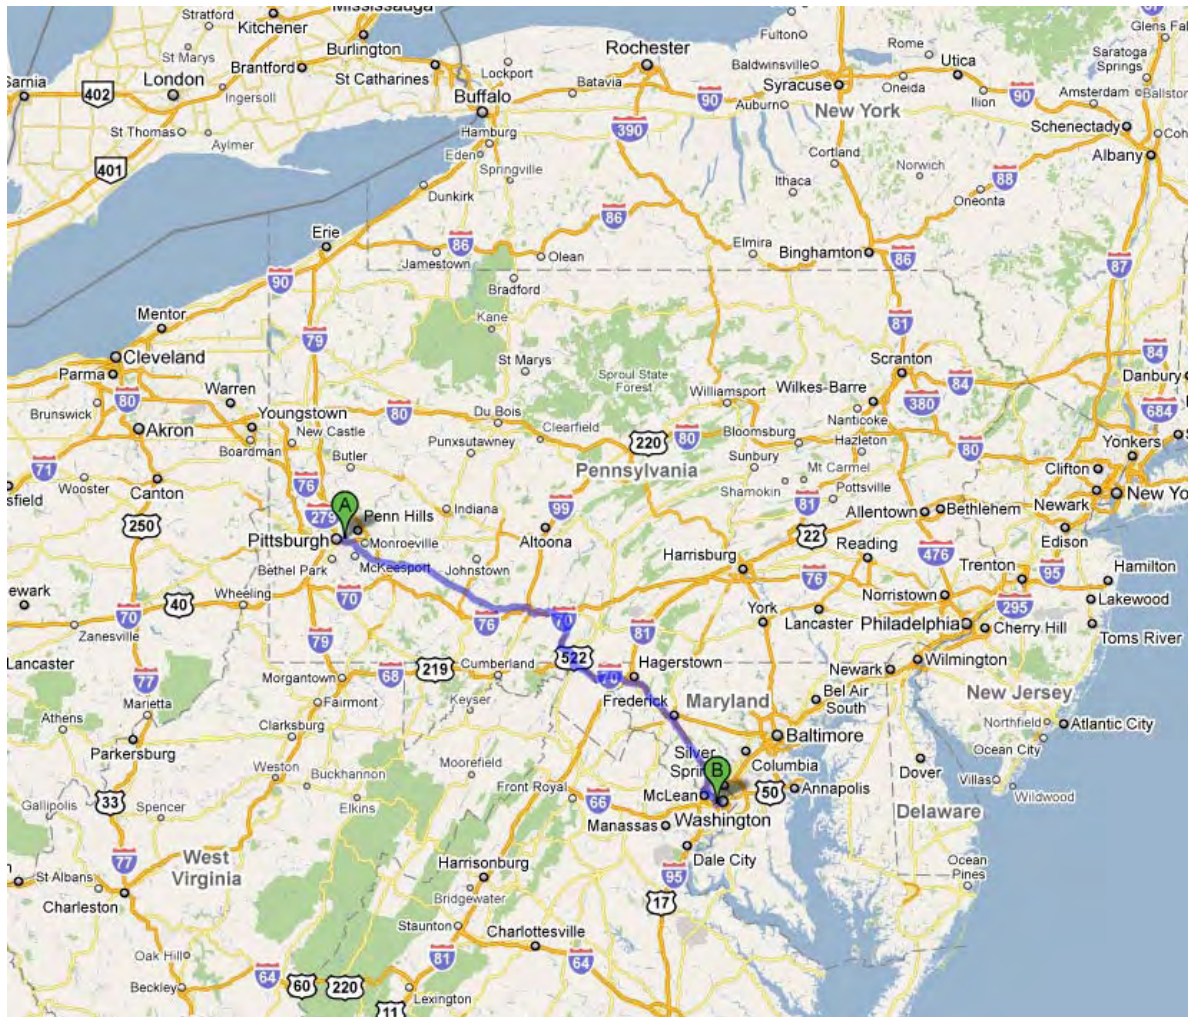 Mississauga
Stratford
Kitchener
St Marys
Burlington
Brantford
St Catharines
Sarnia
London
402
Ingersoll
St Thomas
Aylmer
401
Rochester
Lockport
Batavia
Buffalo
Hamburg
Eden
Springville
Dunkirk
90
390
Fulton
Baldwinsville
Rome
Utica
Syracuse
Oneida
Ilion
90
Auburn
New York
Glens Fal
Saratoga
Springs
Amsterdam
Ballston
Schenectady
Coh
Albany
Cortland
Norwich
88
Ithaca
Oneonta
86
Erie
86
Jamestown
Olean
Elmira
Binghamton
86
87
90
Bradford
Kane
Mentor
79
81
Cleveland
Parma
St Marys
Sproul State
Forest
Scranton
84
84
Danbury
Warren
80
Brunswick
Youngstown
80
Du Bois
Williamsport
Wilkes-Barre
380
684
Akron
New Castle
Clearfield
220
80
Bloomsburg
Nanticoke
Hazleton
80
Yonkers
Boardman
Punxsutawney
Butler
Pennsylvania
Sunbury
Mt Carmel
Clifton
71
sfield
Wooster
Canton
76
Shamokin
Pottsville
81
Newark
New Yo
250
279
A
Penn Hills
Indiana
99
Allentown
Bethlehem
Edison
Pittsburgh
Monroeville
Altoona
22
Reading
476
Bethel Park
McKeesport
Johnstown
Harrisburg
76
Trenton
95
Hamilton
ewark
40
Wheeling
70
Norristown
295
Lakewood
70
Zanesville
76
70
81
York
Lancaster
Philadelphia
Cherry Hill
Toms River
79
522
Lancaster
77
68
219
Cumberland
70
Hagerstown
Newark
Wilmington
Morgantown
Marietta
Fairmont
Keyser
Frederick
Maryland
Bel Air
South
New Jersey
Athens
Clarksburg
Northfield
Atlantic City
Parkersburg
Baltimore
Ocean City
Silver
Sprin
B
Columbia
Dover
Weston
Buckhannon
Moorefield
Front Royal
McLean
50
Annapolis
Villas
Wildwood
33
Gallipolis
Spencer
Elkins
66
Washington
Delaware
Manassas
Dale City
77
West
Virginia
Harrisonburg
95
Ocean
Pines
St Albans
Bridgewater
17
Charleston
Staunton
Charlottesville
Oak Hill
81
64
64
Beckley
60
220
Lexington
11